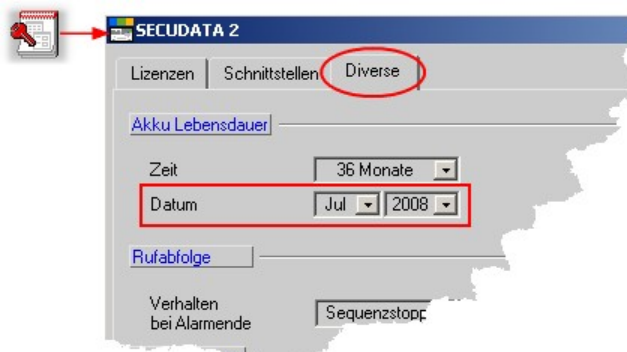 SECUDATA 2
Lizenzen Schnittstellen Diverse
Akku Lebensdauer
Zeit 36 Monate
Datum Jul 2008
Rufabfolge
Verhalten
bei Alarmende Sequenzstopp